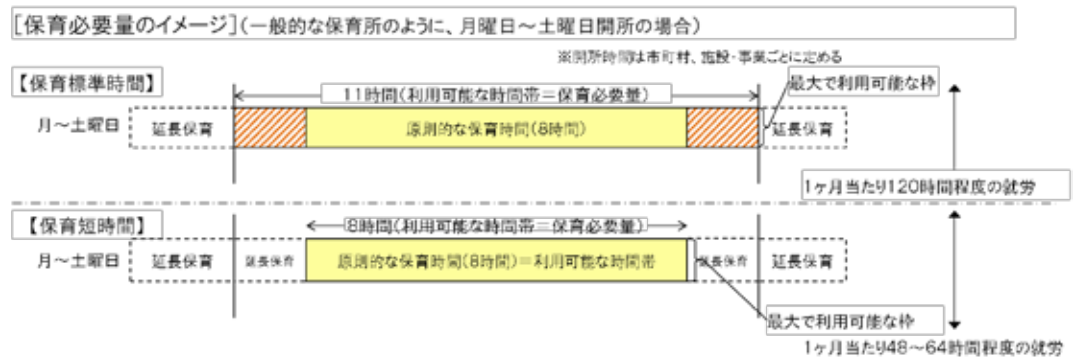 [保育必要量のイメージ](一般的な保育所のように、月曜日～土曜日開所の場合)
※開所時間は市町村、施設・事業ごとに定める
【保育標準時間】
最大で利用可能な枠
11時間(利用可能な時間帯＝保育必要量)
月～土曜日
延長保育
原則的な保育時間(8時間)
延長保育
1ヶ月当たり120時間程度の就労
【保育短時間】
8時間(利用可能な時間帯＝保育必要量)
月～土曜日
延長保育
延長保育
原則的な保育時間(8時間)＝利用可能な時間帯
延長保育
延長保育
最大で利用可能な枠
1ヶ月当たり48～64時間程度の就労